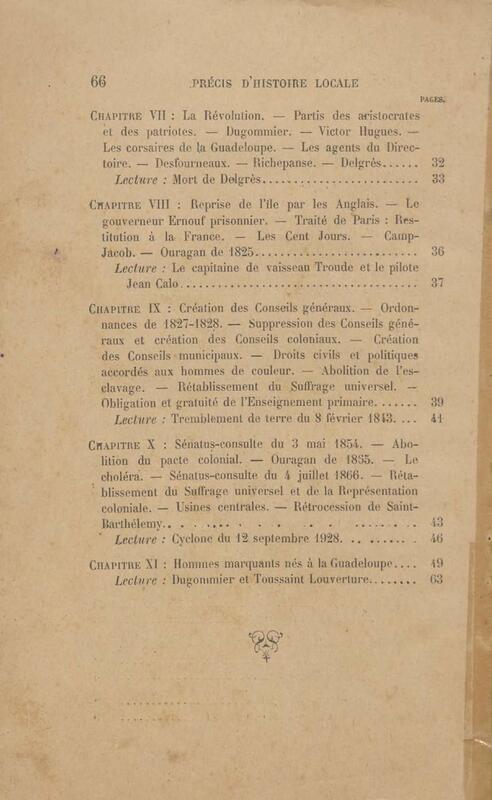 66 PRÉCIS D'HISTOIRE LOCALE
PAGES.
CHAPITRE VII : La Révolution. — Partis des aristocrates
et des patriotes. — Dugommier. — Victor Hugues. —
Les corsaires de la Guadeloupe. — Les agents du Direc-
toire. — Desfourneaux. — Richepanse. — Delgrès...... 32
Lecture : Mort de Delgrès........................... 33
CHAPITRE VIII : Reprise de l'île par les Anglais. — Le
gouverneur Ernouf prisonnier. — Traité de Paris : Res-
titution à la France. — Les Cent Jours. — Camp-
Jacob. — Ouragan de 1825............................ 36
Lecture : Le capitaine de vaisseau Troude et le pilote
Jean Calo........................................ 37
CHAPITRE IX : Création des Conseils généraux. — Ordon-
nances de 1827-1828. — Suppression des Conseils géné-
raux et création des Conseils coloniaux. — Création
des Conseils municipaux. — Droits civils et politiques
accordés aux hommes de couleur. — Abolition de l'es-
clavage. — Rétablissement du Suffrage universel. —
Obligation et gratuité de l'Enseignement primaire....... 39
Lecture : Tremblement de terre du 8 février 1843. ... 41
CHAPITRE X : Sénatus-consulte du 3 mai 1854. — Abo-
lition du pacte colonial. — Ouragan de 1865. — Le
choléra. — Sénatus-consulte du 4 juillet 1866. — Réta-
blissement du Suffrage universel et de la Représentation
coloniale. — Usines centrales. — Rétrocession de Saint-
Barthélemy.. . ..... . . . . . ...... . . 43
Lecture : Cyclone du 12 septembre 1928. .. ........ . 46
CHAPITRE XI : Hommes marquants nés à la Guadeloupe.... 49
Lecture : Dugommier et Toussaint Louverture........ 63